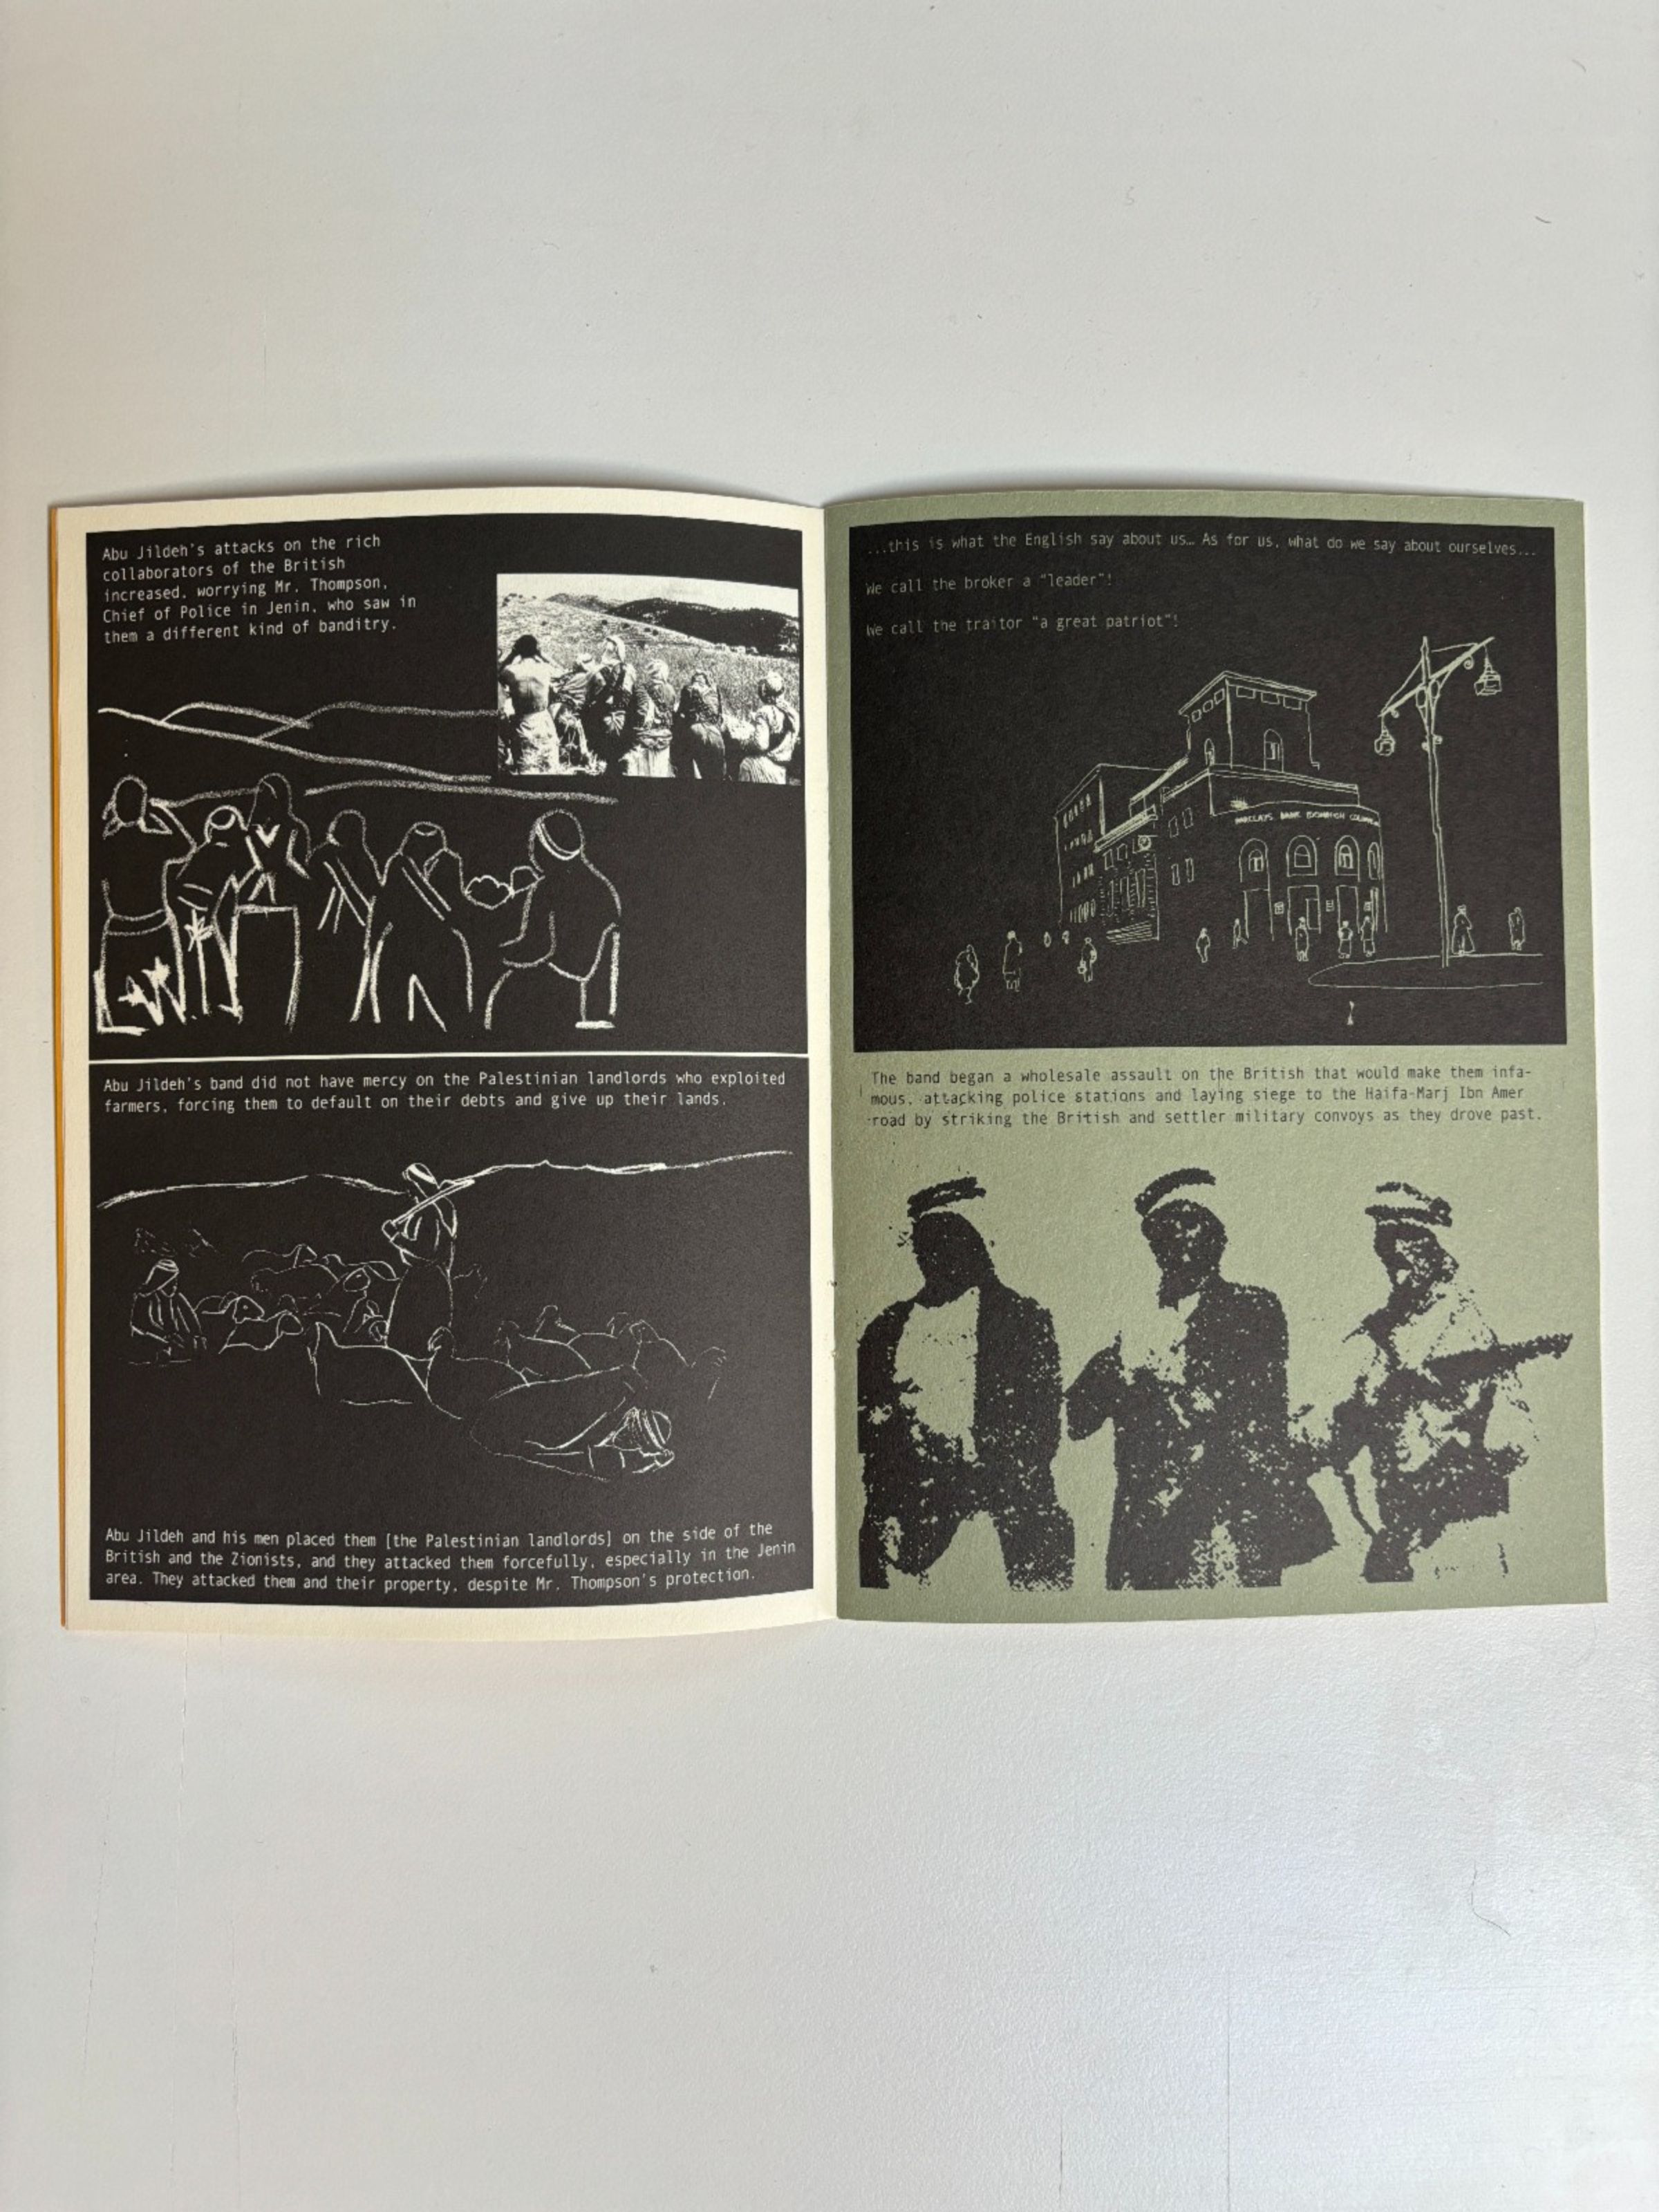 Abu Jildeh's attacks on the rich
collaborators of the British
increased, worrying Mr. Thompson,
Chief of Police in Jenin, who saw in
them a different kind of banditry.
Abu Jildeh's band did not have mercy on the Palestinian landlords who exploited
farmers, forcing them to default on their debts and give up their lands.
Abu Jildeh and his men placed them [the Palestinian landlords] on the side of the
British and the Zionists, and they attacked them forcefully, especially in the Jenin
area. They attacked them and their property, despite Mr. Thompson's protection.
...this is what the English say about us… As for us, what do we say about ourselves...
We call the broker a "leader"!
We call the traitor "a great patriot"!
BARCLAYS BANK
The band began a wholesale assault on the British that would make them infa-
mous, attacking police stations and laying siege to the Haifa-Marj Ibn Amer
road by striking the British and settler military convoys as they drove past.